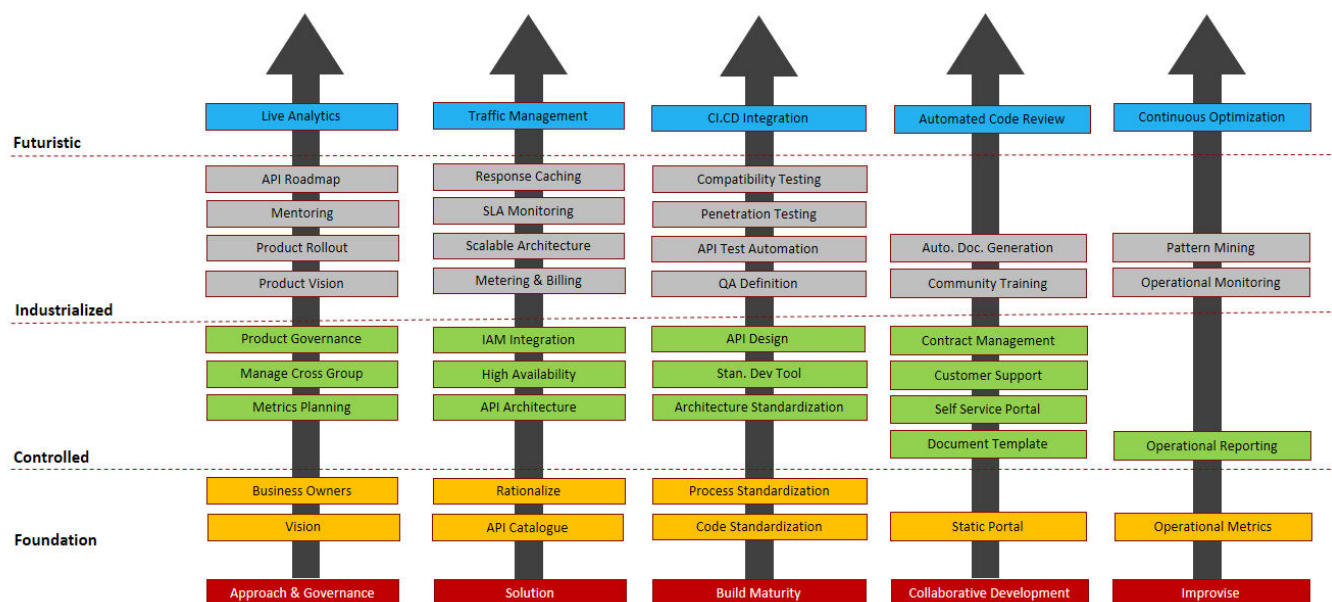 Live Analytics
Traffic Management
CI.CD Integration
Automated Code Review
Continuous Optimization
Futuristic
API Roadmap
Response Caching
Compatibility Testing
Mentoring
SLA Monitoring
Penetration Testing
Product Rollout
Scalable Architecture
API Test Automation
Auto. Doc. Generation
Pattern Mining
Product Vision
Metering & Billing
QA Definition
Community Training
Operational Monitoring
Industrialized
Product Governance
IAM Integration
API Design
Contract Management
Manage Cross Group
High Availability
Stan. Dev Tool
Customer Support
Metrics Planning
API Architecture
Architecture Standardization
Self Service Portal
Document Template
Operational Reporting
Controlled
Business Owners
Rationalize
Process Standardization
Vision
API Catalogue
Code Standardization
Static Portal
Operational Metrics
Foundation
Approach & Governance
Solution
Build Maturity
Collaborative Development
Improvise